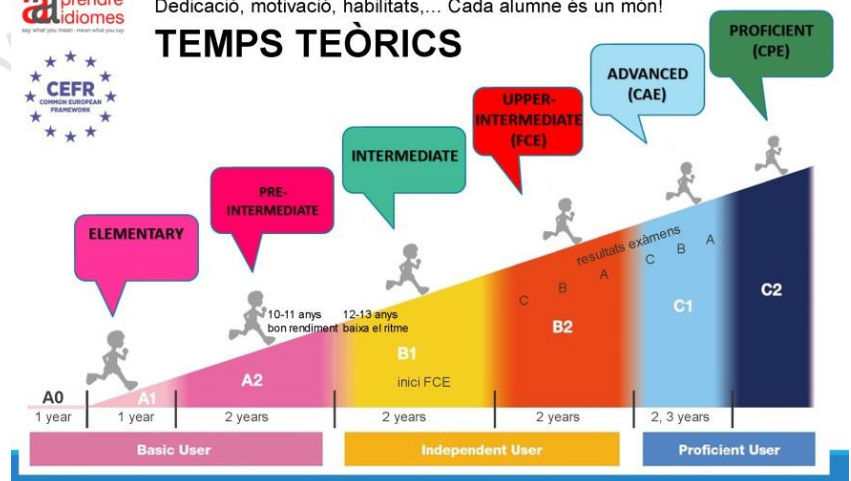 prendre
idiomes
say what you mean - mean what you say
Dedicació, motivació, habilitats,... Cada alumne és un món!
TEMPS TEÒRICS
CEFR
COMMON EUROPEAN
FRAMEWORK
PROFICIENT
(CPE)
ADVANCED
(CAE)
UPPER-
INTERMEDIATE
(FCE)
INTERMEDIATE
PRE-
INTERMEDIATE
ELEMENTARY
resultats exàmens
C B A C B A
10-11 anys
bon rendiment
12-13 anys
baixa el ritme
A0
A1
A2
B1
inici FCE
B2
C1
C2
1 year
1 year
2 years
2 years
2 years
2, 3 years
Basic User
Independent User
Proficient User